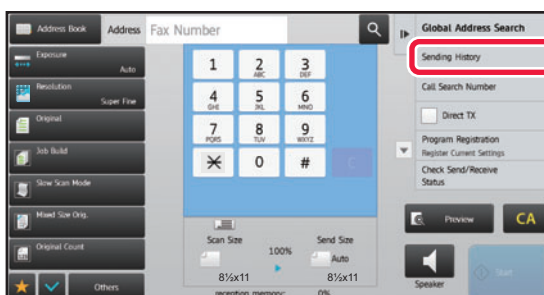 Address Book
Address
Fax Number
Global Address Search
Exposure
Auto
Sending History
Resolution
Super Fine
Call Search Number
Original
Direct TX
Job Build
Program Registration
Register Current Settings
Slow Scan Mode
Check Send/Receive
Status
Mixed Size Orig.
Original Count
Others
1
2
ABC
3
DEF
4
GHI
5
JKL
6
MNO
7
PQRS
8
TUV
9
WXYZ
0
#
C
Scan Size
100%
Send Size
Auto
8½x11
8½x11
reception memory: 0%
Preview
CA
Speaker
Start